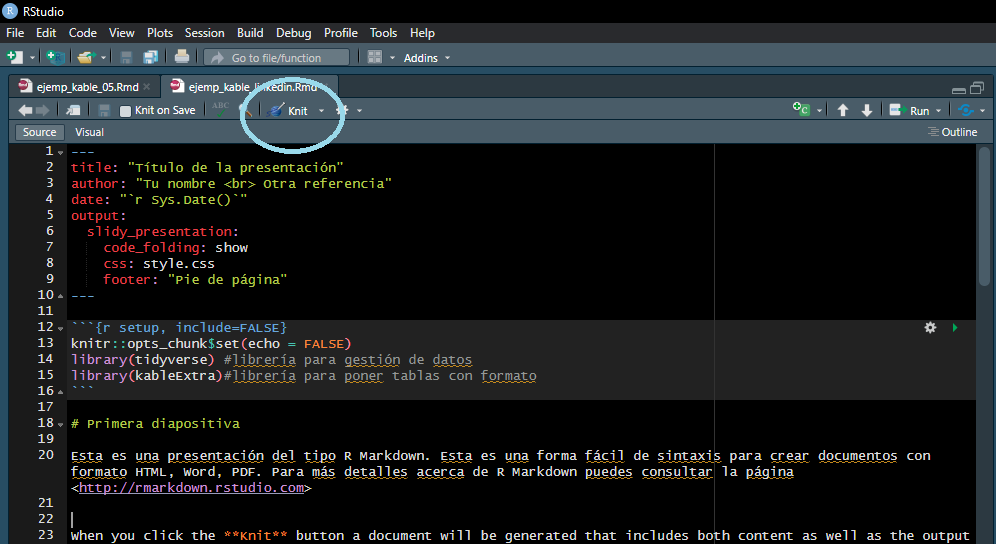 RStudio
File Edit Code View Plots Session Build Debug Profile Tools Help
Go to file/function Addins
ejemp_kable_05.Rmd ejemp_kable_linkedin.Rmd
Knit on Save ABC Knit Run
Source Visual Outline
1 ---
2 title: "Título de la presentación"
3 author: "Tu nombre <br> Otra referencia"
4 date: "`r Sys.Date()`"
5 output:
6 slidy_presentation:
7 code_folding: show
8 css: style.css
9 footer: "Pie de página"
10 ---
11
12 ```{r setup, include=FALSE}
13 knitr::opts_chunk$set(echo = FALSE)
14 library(tidyverse) #librería para gestión de datos
15 library(kableExtra)#librería para poner tablas con formato
16 ```
17
18 # Primera diapositiva
19
20 Esta es una presentación del tipo R Markdown. Esta es una forma fácil de sintaxis para crear documentos con
formato HTML, Word, PDF. Para más detalles acerca de R Markdown puedes consultar la página
<http://rmarkdown.rstudio.com>
21
22
23 When you click the **Knit** button a document will be generated that includes both content as well as the output